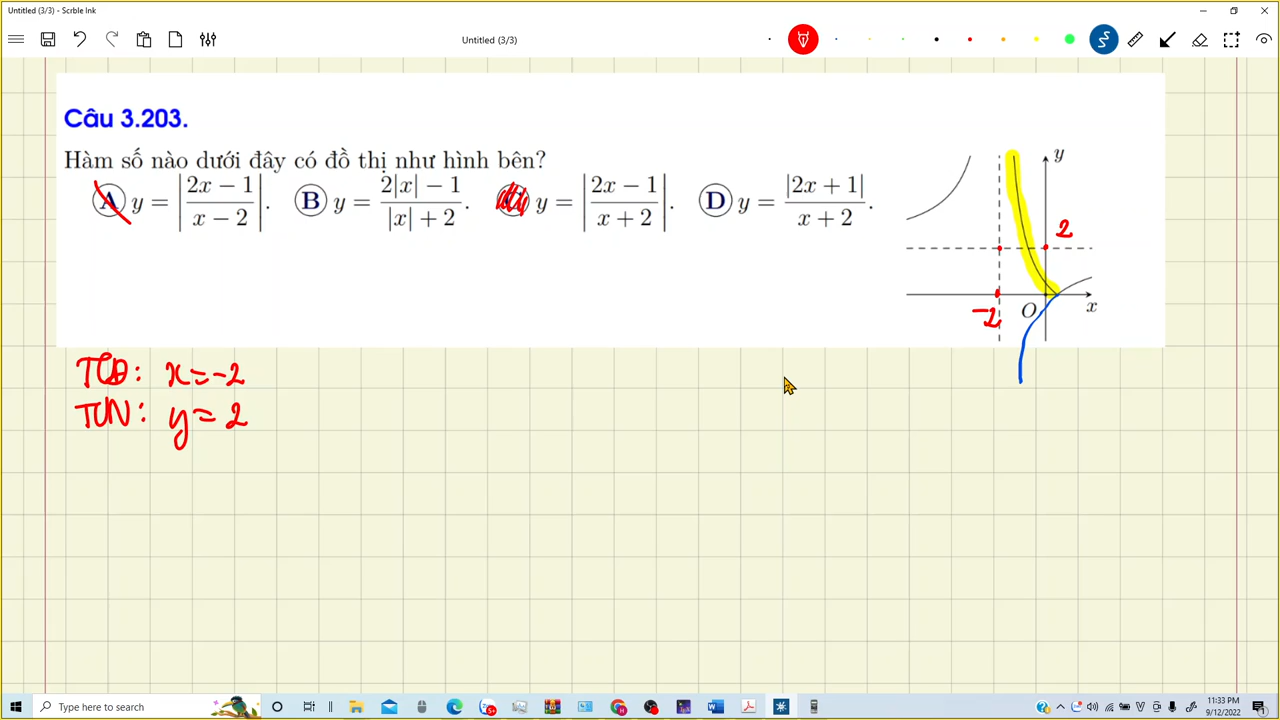 Untitled (3/3) - Scrble Ink
Untitled (3/3)
Câu 3.203.
Hàm số nào dưới đây có đồ thị như hình bên?
A y = |2x − 1 / x − 2|. B y = 2|x| − 1 / |x| + 2. y = |2x − 1 / x + 2|. D y = |2x + 1| / x + 2.
y
2
O
x
-2
TCĐ: x = -2
TCN: y = 2
Type here to search
5+
11:33 PM
9/12/2022